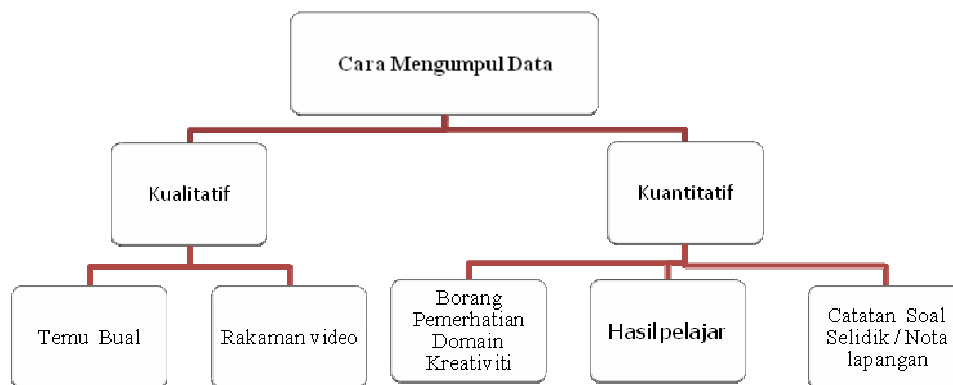 Cara Mengumpul Data
Kualitatif
Kuantitatif
Temu Bual
Rakaman video
Borang
Pemerhatian
Domain
Kreativiti
Hasil pelajar
Catatan Soal
Selidik / Nota
lapangan